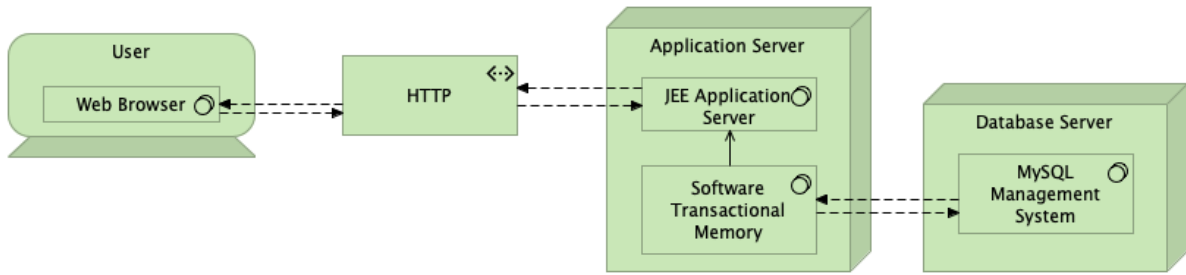 User
Web Browser
HTTP
Application Server
JEE Application
Server
Software
Transactional
Memory
Database Server
MySQL
Management
System